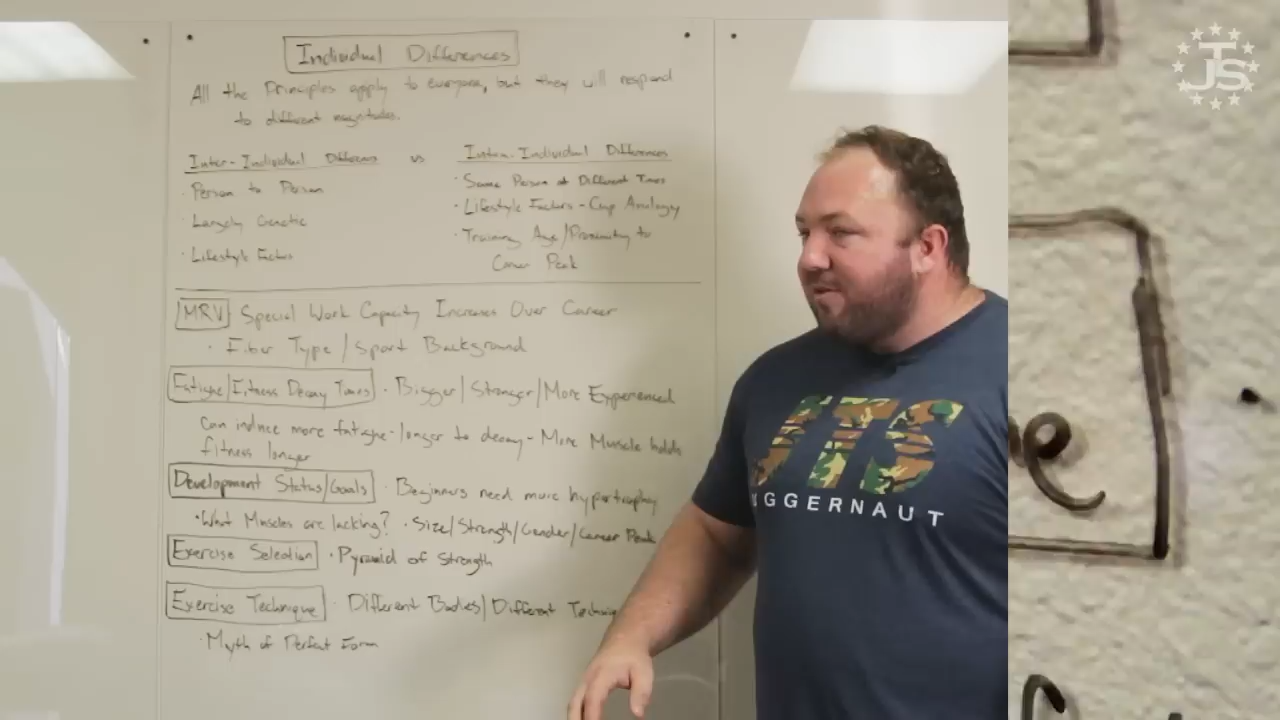 Individual Differences
All the Principles apply to everyone, but they will respond
to different magnitudes.
Inter-Individual Differences vs Intra-Individual Differences
· Person to Person
· Largely Genetic
· Lifestyle Factors
· Same Person at Different Times
· Lifestyle Factors - Cup Analogy
· Training Age/Proximity to
Career Peak
MRV Special Work Capacity Increases Over Career
· Fiber Type/Sport Background
Fatigue/Fitness Decay Times · Bigger/Stronger/More Experienced
can induce more fatigue - longer to decay - More Muscle holds
fitness longer
Development Status/Goals · Beginners need more hypertrophy
· What Muscles are lacking? · Size/Strength/Gender/Career Peak
Exercise Selection · Pyramid of Strength
Exercise Technique · Different Bodies/Different
· Myth of Perfect Form
JTS
GGERNAUT
JTS